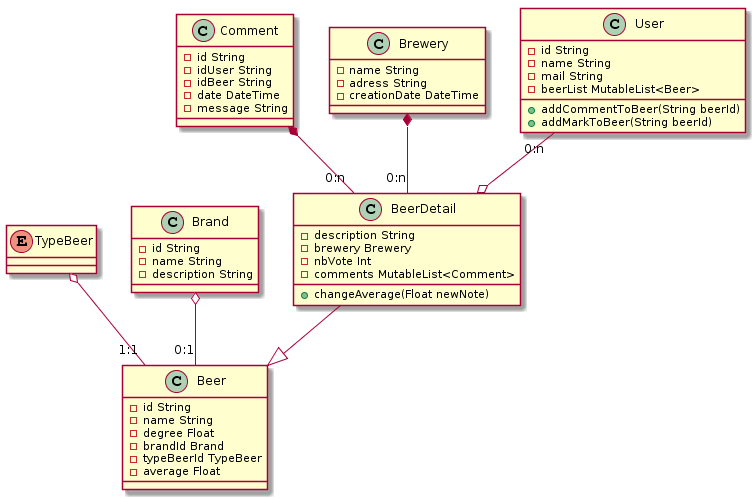 C Comment
id String
idUser String
idBeer String
date DateTime
message String
C Brewery
name String
adress String
creationDate DateTime
C User
id String
name String
mail String
beerList MutableList<Beer>
addCommentToBeer(String beerId)
addMarkToBeer(String beerId)
0:n
0:n
0:n
E TypeBeer
C Brand
id String
name String
description String
C BeerDetail
description String
brewery Brewery
nbVote Int
comments MutableList<Comment>
changeAverage(Float newNote)
1:1
0:1
C Beer
id String
name String
degree Float
brandId Brand
typeBeerId TypeBeer
average Float